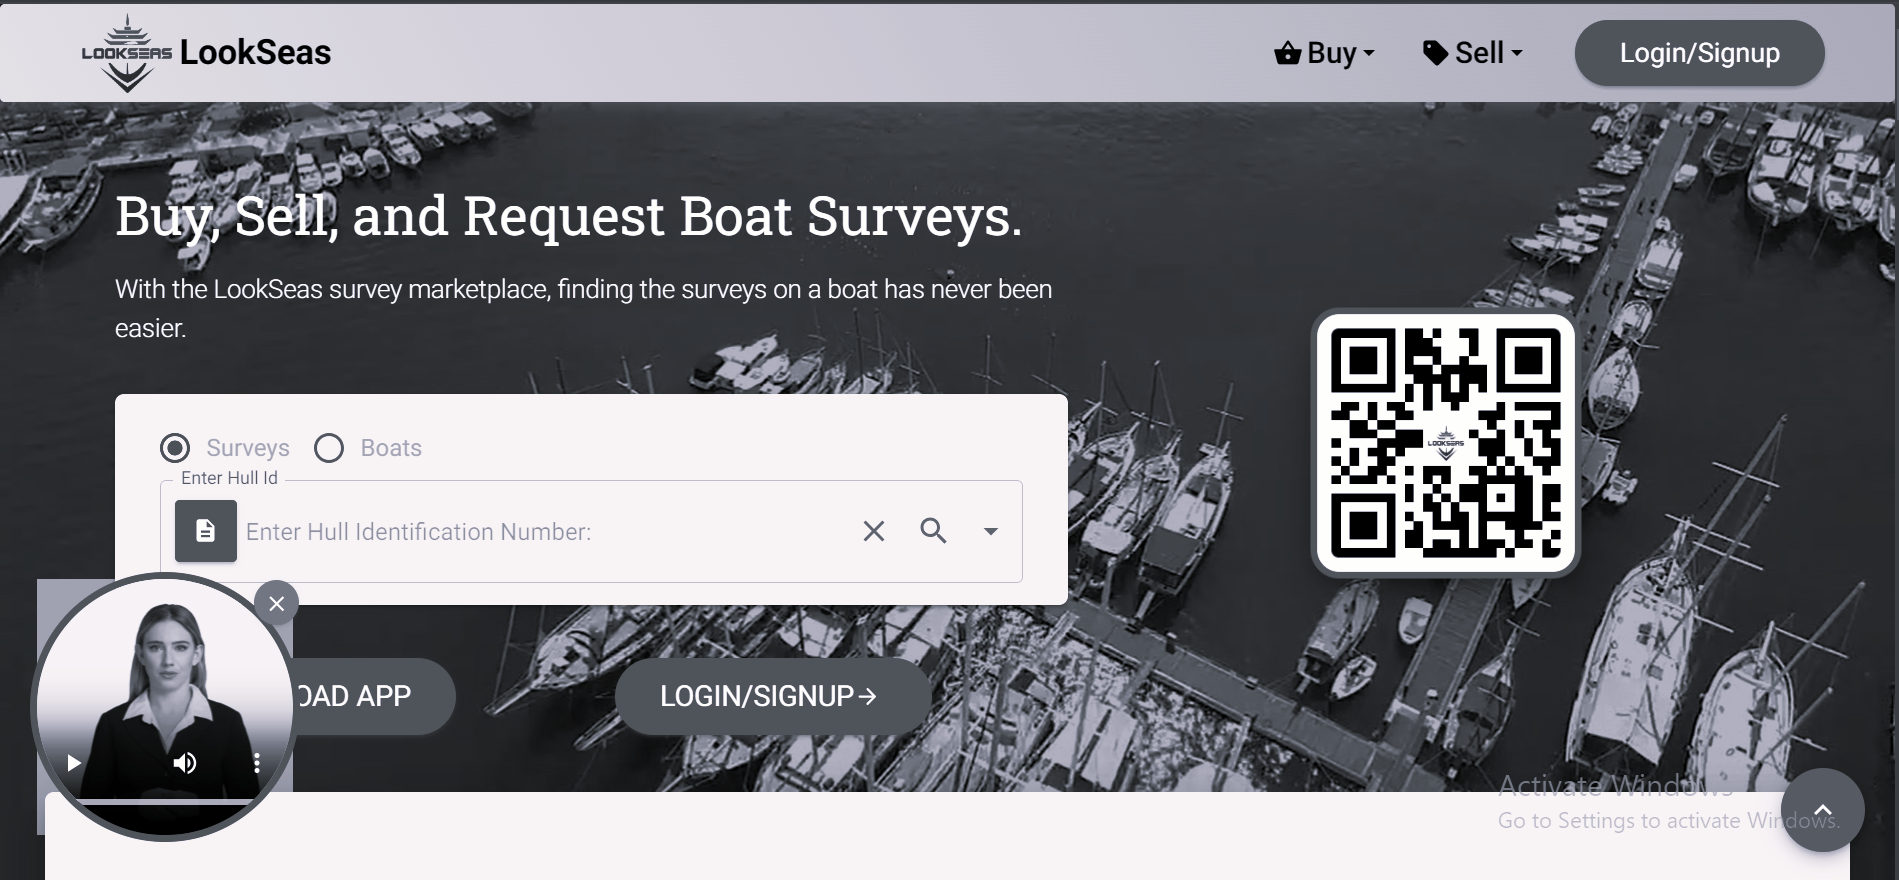 LOOKSEAS
LookSeas
Buy
Sell
Login/Signup
Buy, Sell, and Request Boat Surveys.
With the LookSeas survey marketplace, finding the surveys on a boat has never been
easier.
LOOKSEAS
Surveys
Boats
Enter Hull Id
Enter Hull Identification Number:
OAD APP
LOGIN/SIGNUP→
Activate Windows
Go to Settings to activate Windows.